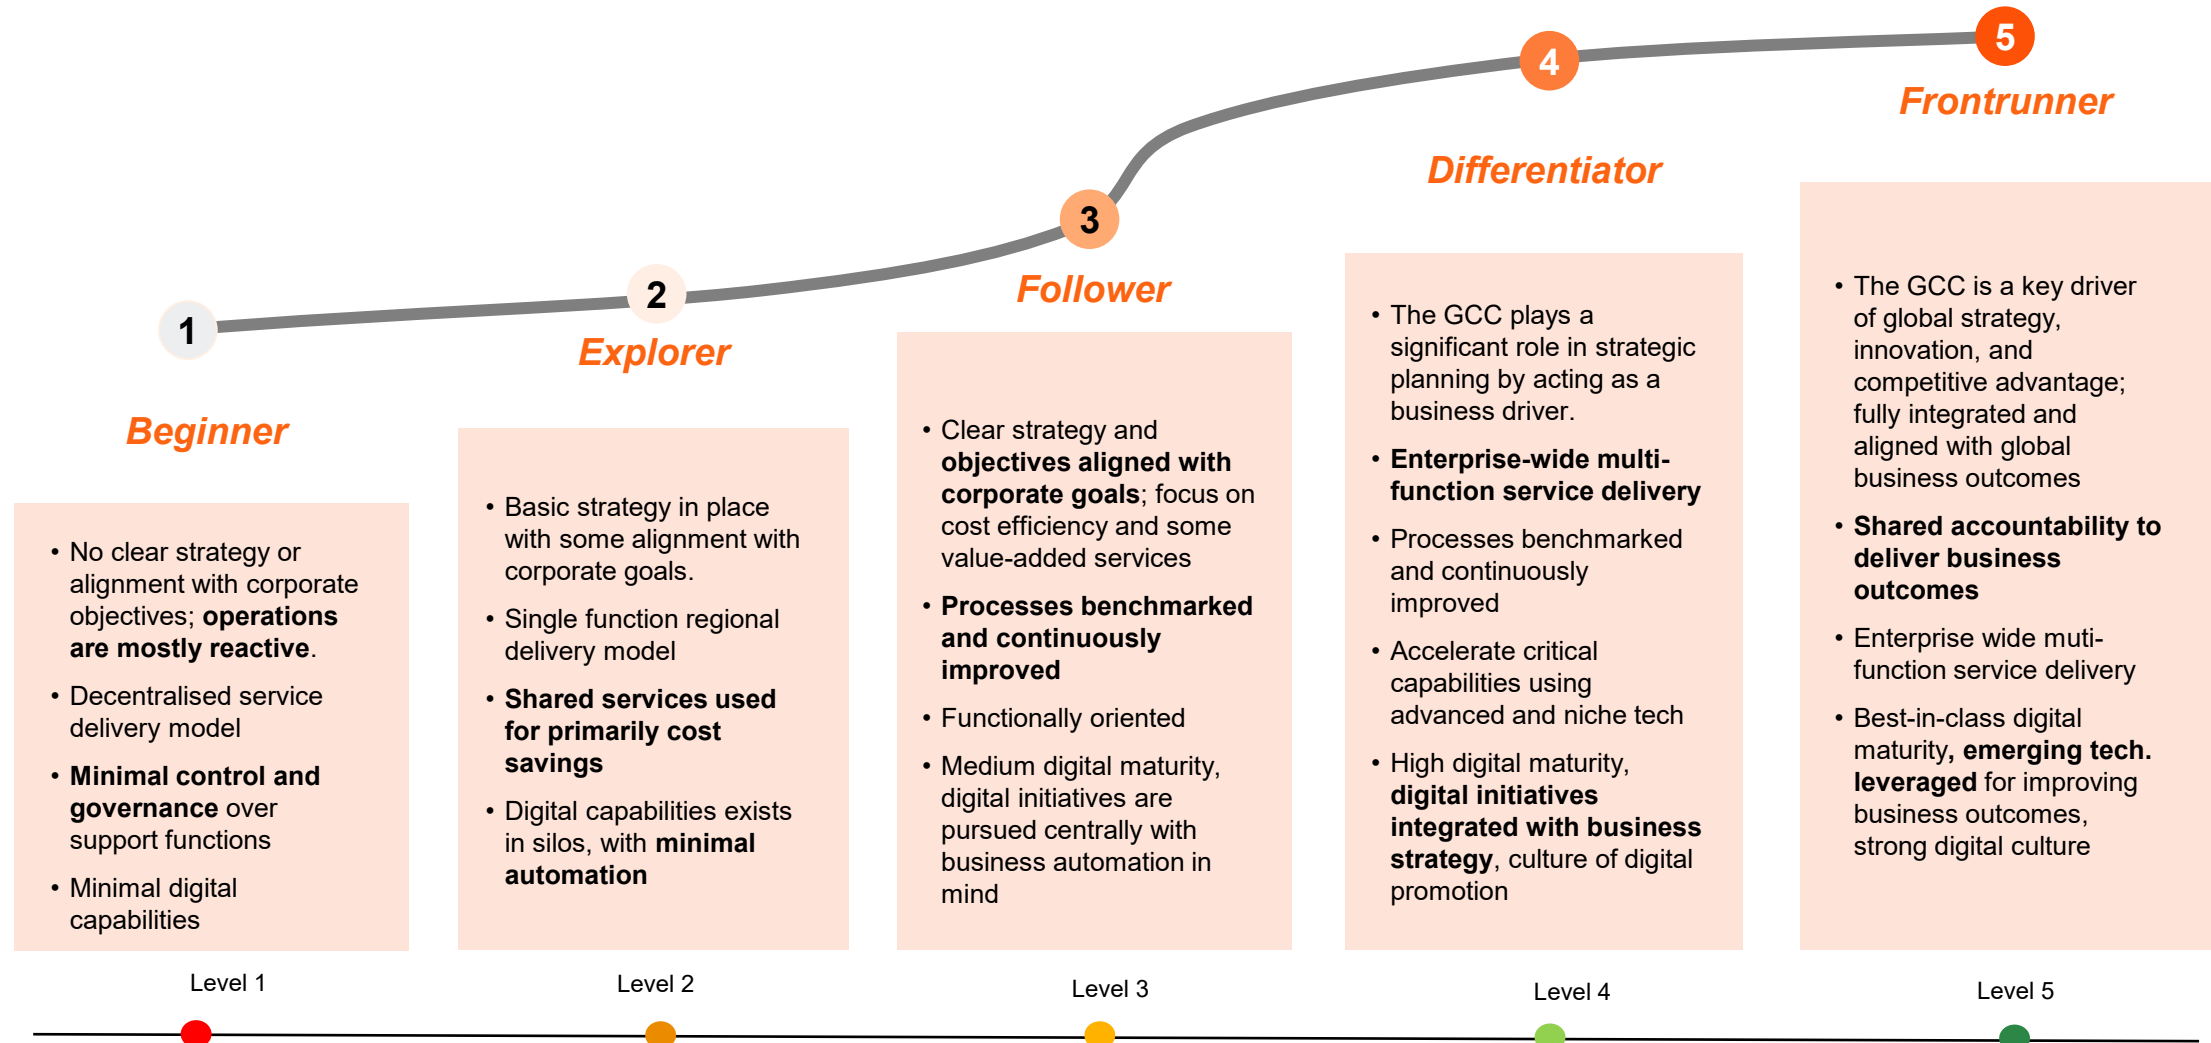 1
Beginner
• No clear strategy or
alignment with corporate
objectives; operations
are mostly reactive.
• Decentralised service
delivery model
• Minimal control and
governance over
support functions
• Minimal digital
capabilities
Level 1
2
Explorer
• Basic strategy in place
with some alignment with
corporate goals.
• Single function regional
delivery model
• Shared services used
for primarily cost
savings
• Digital capabilities exists
in silos, with minimal
automation
Level 2
3
Follower
• Clear strategy and
objectives aligned with
corporate goals; focus on
cost efficiency and some
value-added services
• Processes benchmarked
and continuously
improved
• Functionally oriented
• Medium digital maturity,
digital initiatives are
pursued centrally with
business automation in
mind
Level 3
4
Differentiator
• The GCC plays a
significant role in strategic
planning by acting as a
business driver.
• Enterprise-wide multi-
function service delivery
• Processes benchmarked
and continuously
improved
• Accelerate critical
capabilities using
advanced and niche tech
• High digital maturity,
digital initiatives
integrated with business
strategy, culture of digital
promotion
Level 4
5
Frontrunner
• The GCC is a key driver
of global strategy,
innovation, and
competitive advantage;
fully integrated and
aligned with global
business outcomes
• Shared accountability to
deliver business
outcomes
• Enterprise wide muti-
function service delivery
• Best-in-class digital
maturity, emerging tech.
leveraged for improving
business outcomes,
strong digital culture
Level 5